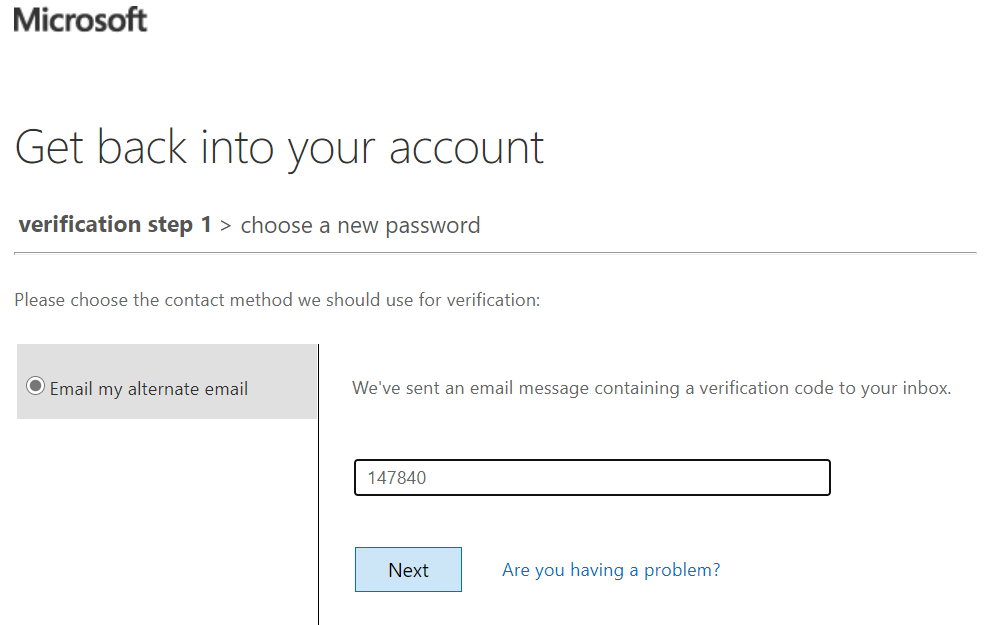 Microsoft
Get back into your account
verification step 1 > choose a new password
Please choose the contact method we should use for verification:
Email my alternate email
We've sent an email message containing a verification code to your inbox.
147840
Next
Are you having a problem?